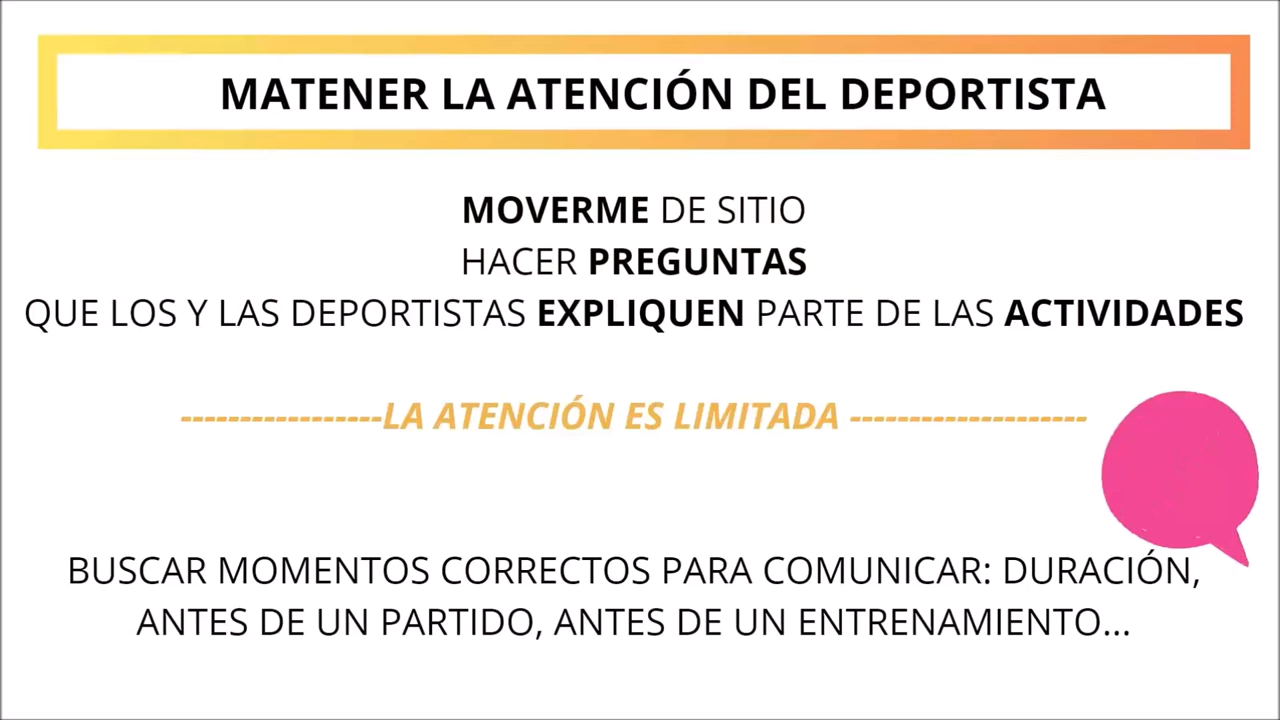 MATENER LA ATENCIÓN DEL DEPORTISTA
MOVERME DE SITIO
HACER PREGUNTAS
QUE LOS Y LAS DEPORTISTAS EXPLIQUEN PARTE DE LAS ACTIVIDADES
-----------------LA ATENCIÓN ES LIMITADA --------------------
BUSCAR MOMENTOS CORRECTOS PARA COMUNICAR: DURACIÓN,
ANTES DE UN PARTIDO, ANTES DE UN ENTRENAMIENTO...